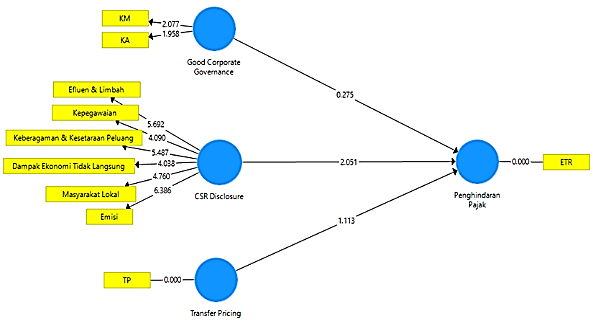 KM
2.077
1.958
KA
Good Corporate
Governance
Efluen & Limbah
Kepegawaian
Keberagaman & Kesetaraan Peluang
Dampak Ekonomi Tidak Langsung
Masyarakat Lokal
Emisi
5.692
4.090
5.487
4.038
4.760
6.386
CSR Disclosure
0.275
2.051
1.113
Penghindaran
Pajak
0.000
ETR
TP
0.000
Transfer Pricing